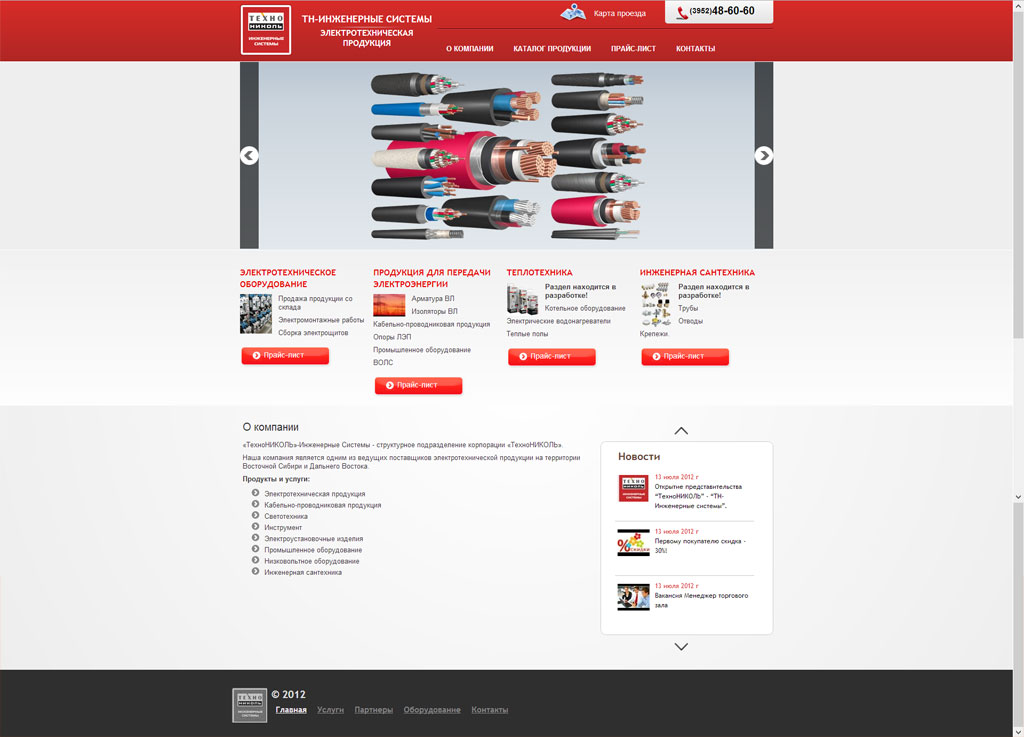 ТЕХНО
НИКОЛЬ
ИНЖЕНЕРНЫЕ
СИСТЕМЫ
ТН-ИНЖЕНЕРНЫЕ СИСТЕМЫ
ЭЛЕКТРОТЕХНИЧЕСКАЯ
ПРОДУКЦИЯ
Карта проезда
(3952)48-60-60
О КОМПАНИИ КАТАЛОГ ПРОДУКЦИИ ПРАЙС-ЛИСТ КОНТАКТЫ
ЭЛЕКТРОТЕХНИЧЕСКОЕ
ОБОРУДОВАНИЕ
Продажа продукции со
склада
Электромонтажные работы
Сборка электрощитов
Прайс-лист
ПРОДУКЦИЯ ДЛЯ ПЕРЕДАЧИ
ЭЛЕКТРОЭНЕРГИИ
Арматура ВЛ
Изоляторы ВЛ
Кабельно-проводниковая продукция
Опоры ЛЭП
Промышленное оборудование
ВОЛС
Прайс-лист
ТЕПЛОТЕХНИКА
Раздел находится в
разработке!
Котельное оборудование
Электрические водонагреватели
Теплые полы
Прайс-лист
ИНЖЕНЕРНАЯ САНТЕХНИКА
Раздел находится в
разработке!
Трубы
Отводы
Крепежи.
Прайс-лист
О компании
«ТехноНИКОЛЬ»-Инженерные Системы - структурное подразделение корпорации «ТехноНИКОЛЬ».
Наша компания является одним из ведущих поставщиков электротехнической продукции на территории
Восточной Сибири и Дальнего Востока.
Продукты и услуги:
Электротехническая продукция
Кабельно-проводниковая продукция
Светотехника
Инструмент
Электроустановочные изделия
Промышленное оборудование
Низковольтное оборудование
Инженерная сантехника
Новости
ТЕХНО
НИКОЛЬ
13 июля 2012 г
Открытие представительства
"ТехноНИКОЛЬ" - "ТН-
Инженерные системы".
% СКИДКИ
13 июля 2012 г
Первому покупателю скидка -
30%!
13 июля 2012 г
Вакансия Менеджер торгового
зала
ТЕХНО
НИКОЛЬ
ИНЖЕНЕРНЫЕ
СИСТЕМЫ
© 2012
Главная Услуги Партнеры Оборудование Контакты